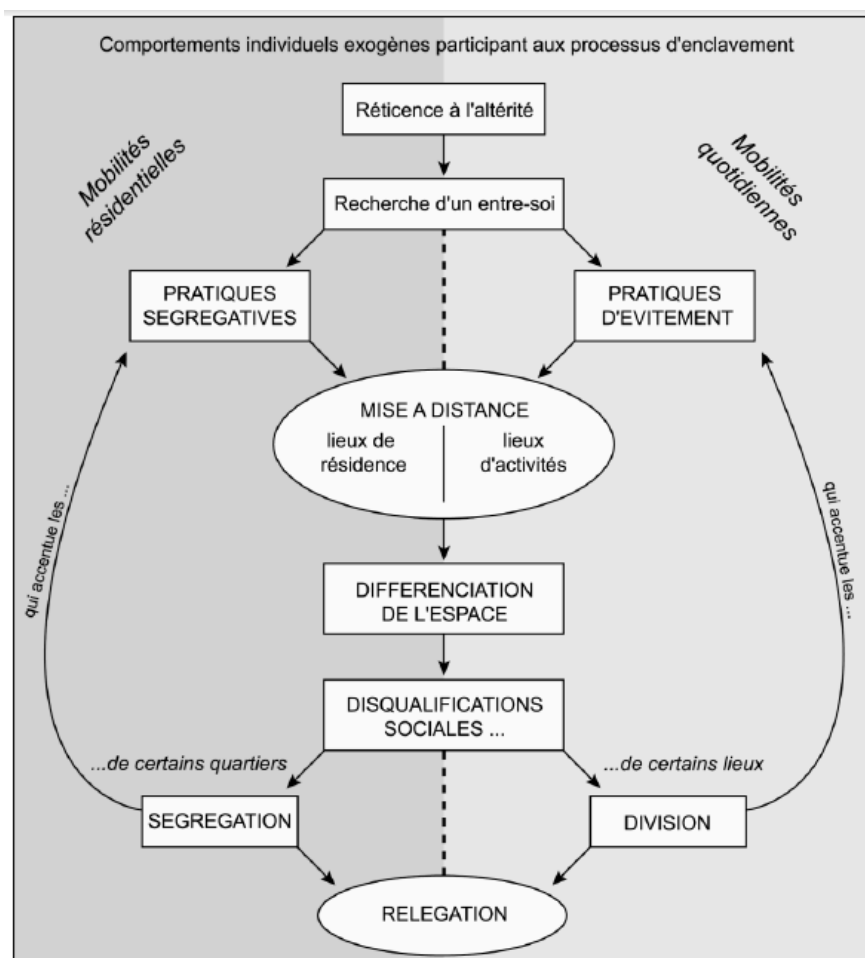 Comportements individuels exogènes participant aux processus d'enclavement
Réticence à l'altérité
Mobilités
résidentielles
Mobilités
quotidiennes
Recherche d'un entre-soi
PRATIQUES
SEGREGATIVES
PRATIQUES
D'EVITEMENT
MISE A DISTANCE
lieux de
résidence
lieux
d'activités
qui accentue les ...
qui accentue les ...
DIFFERENCIATION
DE L'ESPACE
DISQUALIFICATIONS
SOCIALES ...
...de certains quartiers
...de certains lieux
SEGREGATION
DIVISION
RELEGATION